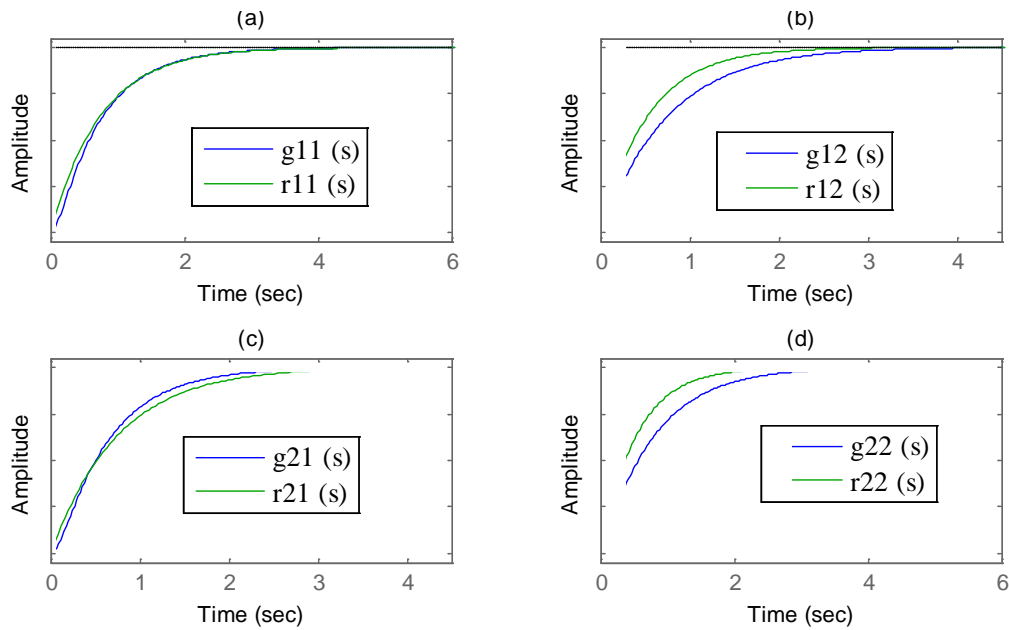 (a)
Amplitude
g11 (s)
r11 (s)
0 2 4 6
Time (sec)
(b)
Amplitude
g12 (s)
r12 (s)
0 1 2 3 4
Time (sec)
(c)
Amplitude
g21 (s)
r21 (s)
0 1 2 3 4
Time (sec)
(d)
Amplitude
g22 (s)
r22 (s)
0 2 4 6
Time (sec)